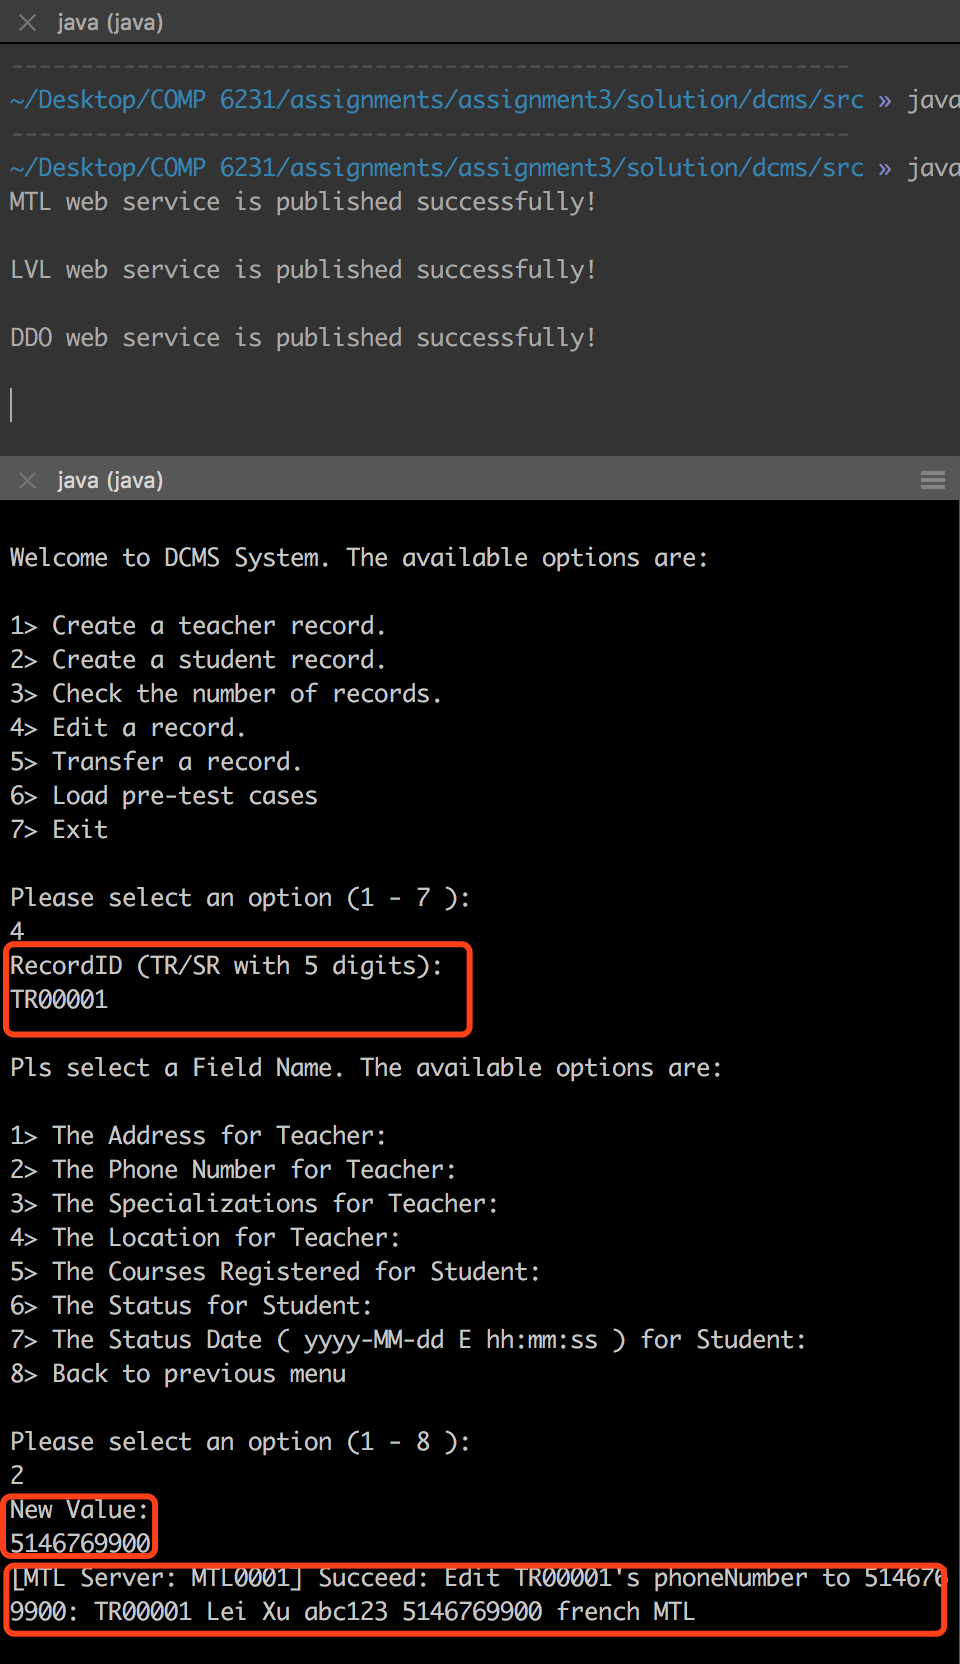 java (java)
~/Desktop/COMP 6231/assignments/assignment3/solution/dcms/src » java
~/Desktop/COMP 6231/assignments/assignment3/solution/dcms/src » java
MTL web service is published successfully!
LVL web service is published successfully!
DDO web service is published successfully!
java (java)
Welcome to DCMS System. The available options are:
1> Create a teacher record.
2> Create a student record.
3> Check the number of records.
4> Edit a record.
5> Transfer a record.
6> Load pre-test cases
7> Exit
Please select an option (1 - 7 ):
4
RecordID (TR/SR with 5 digits):
TR00001
Pls select a Field Name. The available options are:
1> The Address for Teacher:
2> The Phone Number for Teacher:
3> The Specializations for Teacher:
4> The Location for Teacher:
5> The Courses Registered for Student:
6> The Status for Student:
7> The Status Date ( yyyy-MM-dd E hh:mm:ss ) for Student:
8> Back to previous menu
Please select an option (1 - 8 ):
2
New Value:
5146769900
[MTL Server: MTL0001] Succeed: Edit TR00001's phoneNumber to 514676
9900: TR00001 Lei Xu abc123 5146769900 french MTL